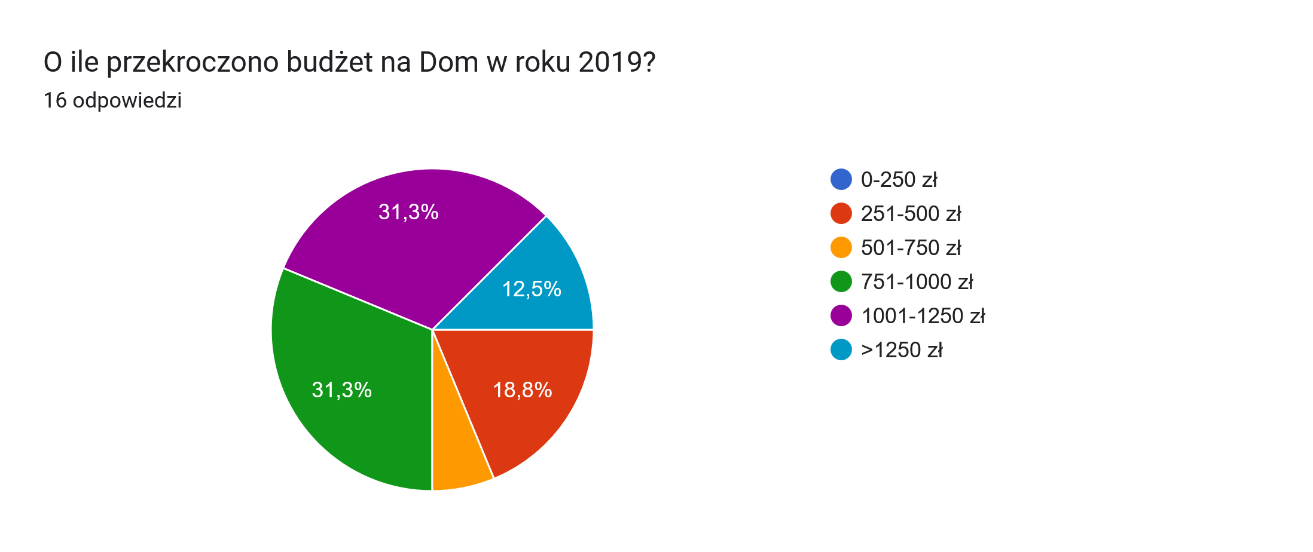 O ile przekroczono budżet na Dom w roku 2019?
16 odpowiedzi
31,3%
12,5%
31,3%
18,8%
0-250 zł
251-500 zł
501-750 zł
751-1000 zł
1001-1250 zł
>1250 zł